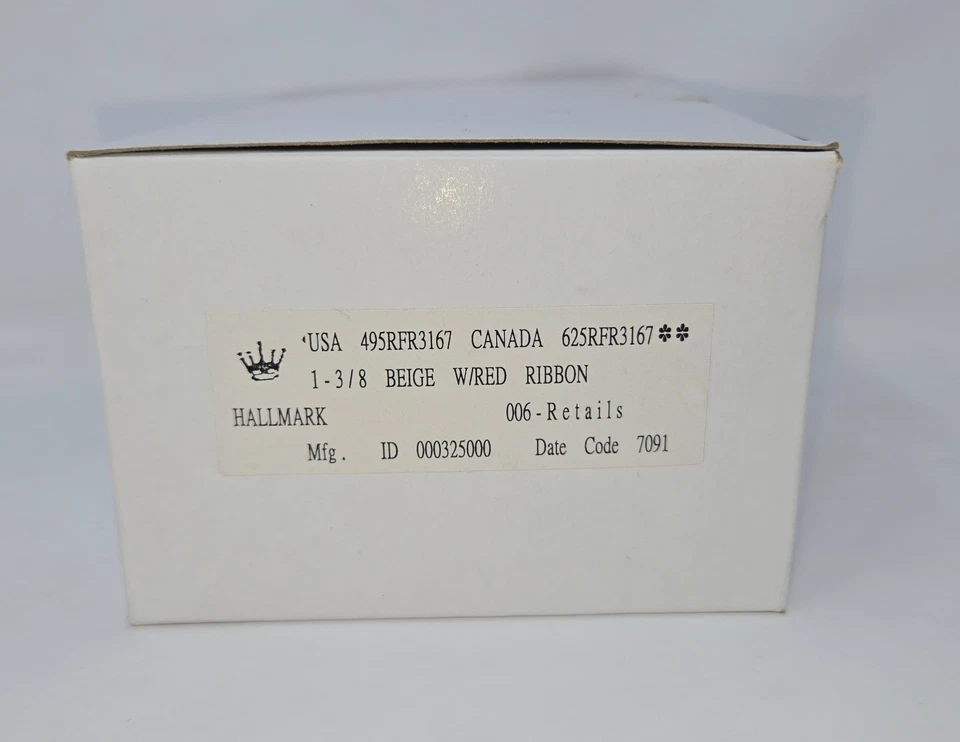 USA 495RFR3167 CANADA 625RFR3167✽✽
1-3/8 BEIGE W/RED RIBBON
HALLMARK 006-Retails
Mfg. ID 000325000 Date Code 7091